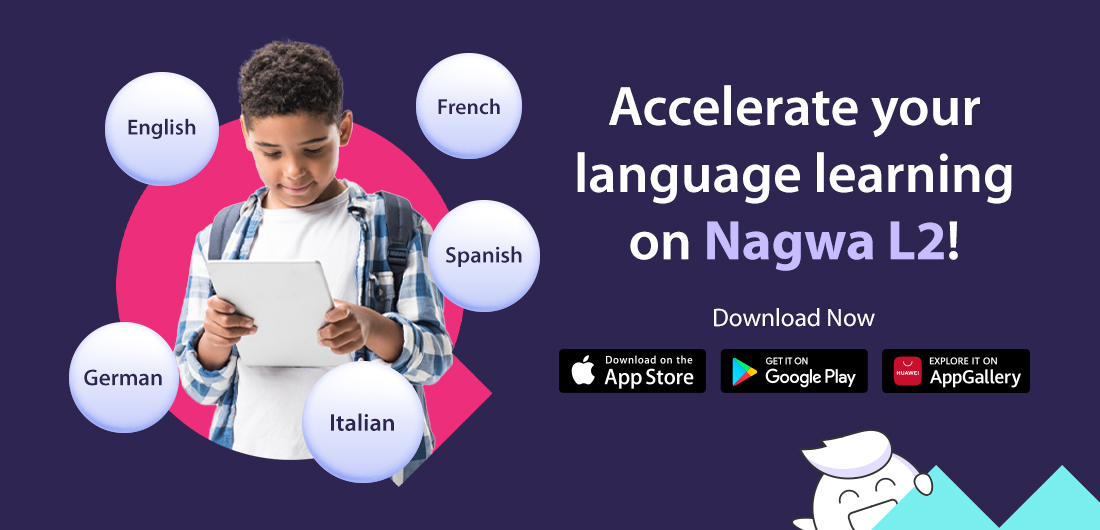 English
French
Spanish
German
Italian
Accelerate your
language learning
on Nagwa L2!
Download Now
Download on the
App Store
GET IT ON
Google Play
HUAWEI
EXPLORE IT ON
AppGallery